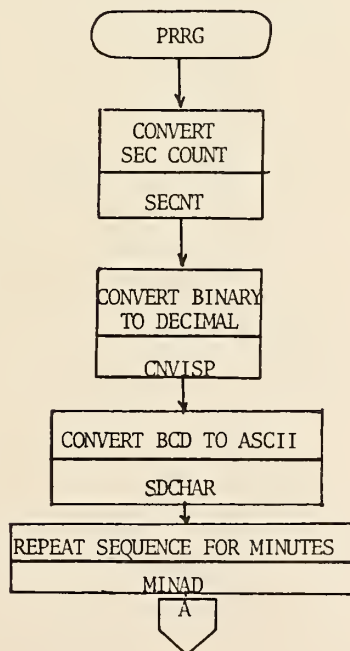 PRRG
CONVERT
SEC COUNT
SECNT
CONVERT BINARY
TO DECIMAL
CNVISP
CONVERT BCD TO ASCII
SDCHAR
REPEAT SEQUENCE FOR MINUTES
MINAD
A